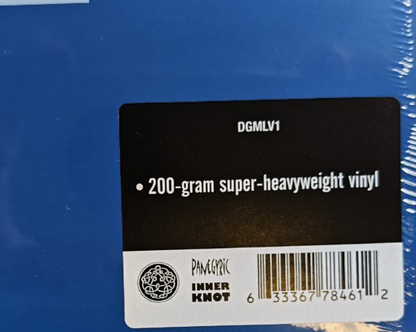 DGMLV1
• 200-gram super-heavyweight vinyl
PANEGYRIC
INNER
KNOT
6 33367 78461 2